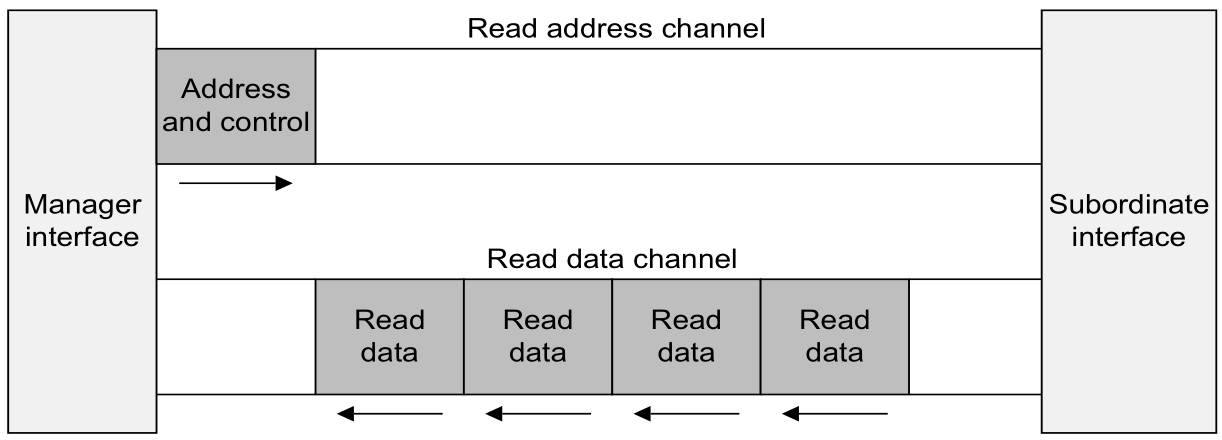 Read address channel
Address
and control
Manager
interface
Subordinate
interface
Read data channel
Read
data
Read
data
Read
data
Read
data